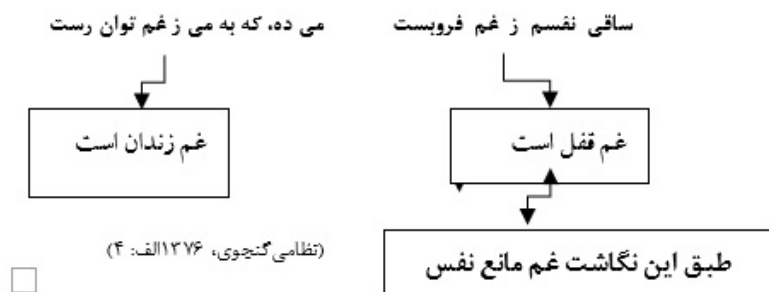 ساقی نفسم ز غم فروبست می ده، که به می ز غم توان رست
غم قفل است غم زندان است
(نظامی گنجوی، ۱۳۷۶الف: ۴)
طبق این نگاشت غم مانع نفس